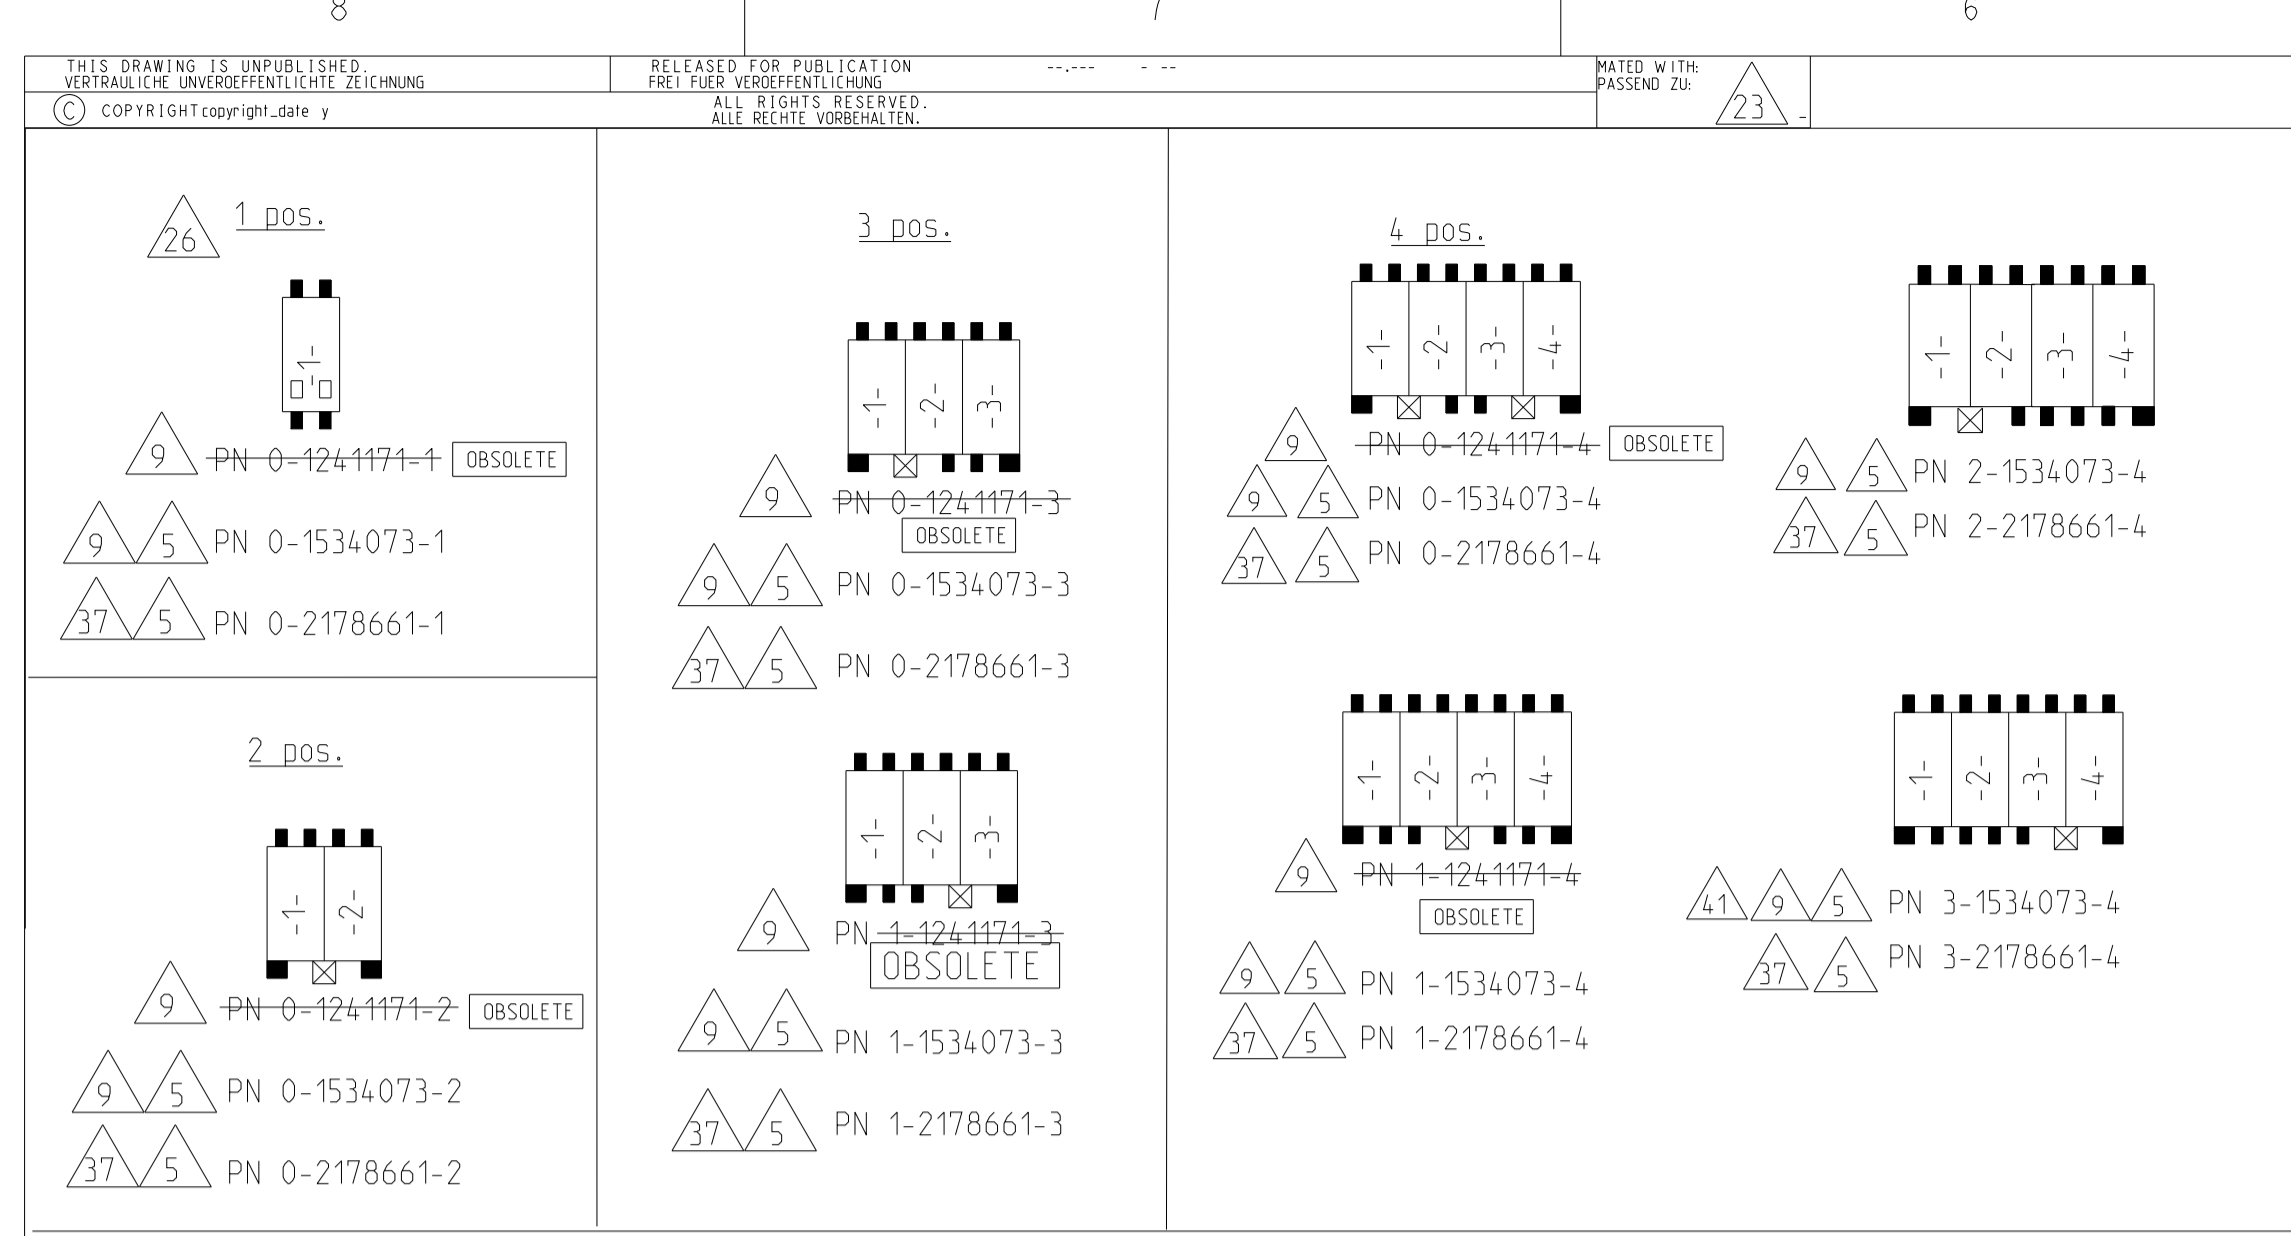 8 7 6
THIS DRAWING IS UNPUBLISHED.
VERTRAULICHE UNVEROEFFENTLICHTE ZEICHNUNG
RELEASED FOR PUBLICATION --.--- - --
FREI FUER VEROEFFENTLICHUNG
© COPYRIGHT copyright_date y
ALL RIGHTS RESERVED.
ALLE RECHTE VORBEHALTEN.
MATED WITH:
PASSEND ZU:
23 -
26 1 pos.
-1-
9 PN 0-1241171-1 OBSOLETE
9 5 PN 0-1534073-1
37 5 PN 0-2178661-1
2 pos.
-1- -2-
9 PN 0-1241171-2 OBSOLETE
9 5 PN 0-1534073-2
37 5 PN 0-2178661-2
3 pos.
-1- -2- -3-
9 PN 0-1241171-3
OBSOLETE
9 5 PN 0-1534073-3
37 5 PN 0-2178661-3
-1- -2- -3-
9 PN 1-1241171-3
OBSOLETE
9 5 PN 1-1534073-3
37 5 PN 1-2178661-3
4 pos.
-1- -2- -3- -4-
9 PN 0-1241171-4 OBSOLETE
9 5 PN 0-1534073-4
37 5 PN 0-2178661-4
-1- -2- -3- -4-
9 5 PN 2-1534073-4
37 5 PN 2-2178661-4
-1- -2- -3- -4-
9 PN 1-1241171-4
OBSOLETE
9 5 PN 1-1534073-4
37 5 PN 1-2178661-4
-1- -2- -3- -4-
41 9 5 PN 3-1534073-4
37 5 PN 3-2178661-4